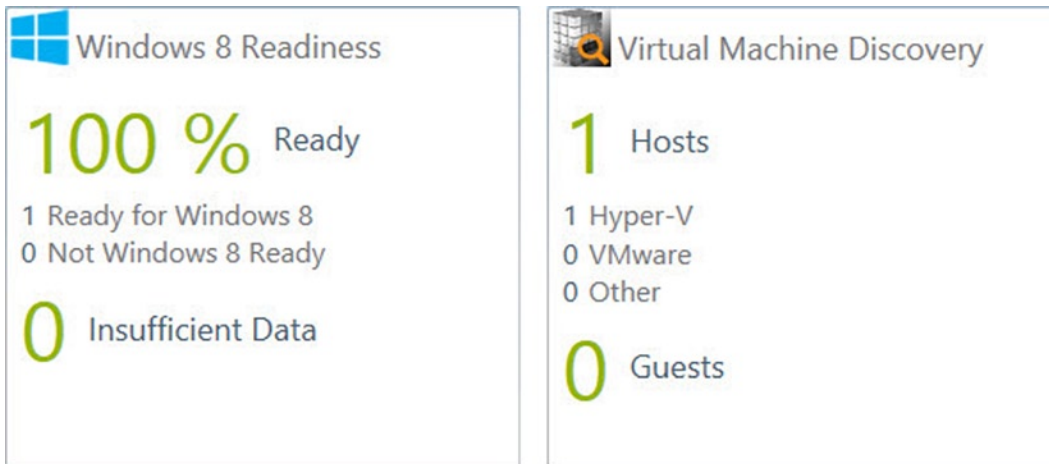 Windows 8 Readiness
100 % Ready
1 Ready for Windows 8
0 Not Windows 8 Ready
0 Insufficient Data
Virtual Machine Discovery
1 Hosts
1 Hyper-V
0 VMware
0 Other
0 Guests